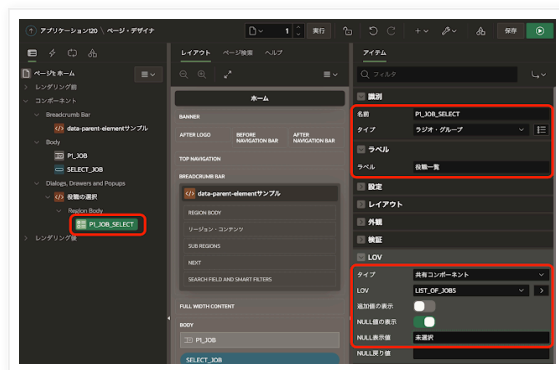 アプリケーション120 \ ページ・デザイナ
1
実行
保存
ページ1: ホーム
レンダリング前
コンポーネント
Breadcrumb Bar
data-parent-elementサンプル
Body
P1_JOB
SELECT_JOB
Dialogs, Drawers and Popups
役職の選択
Region Body
P1_JOB_SELECT
レンダリング後
レイアウト ページ検索 ヘルプ
ホーム
BANNER
AFTER LOGO
BEFORE NAVIGATION BAR
AFTER NAVIGATION BAR
TOP NAVIGATION
BREADCRUMB BAR
data-parent-elementサンプル
REGION BODY
リージョン・コンテンツ
SUB REGIONS
NEXT
SEARCH FIELD AND SMART FILTERS
FULL WIDTH CONTENT
BODY
P1_JOB
SELECT_JOB
アイテム
フィルタ
識別
名前 P1_JOB_SELECT
タイプ ラジオ・グループ
ラベル
ラベル 役職一覧
設定
レイアウト
外観
検証
LOV
タイプ 共有コンポーネント
LOV LIST_OF_JOBS
追加値の表示
NULL値の表示
NULL表示値 未選択
NULL戻り値